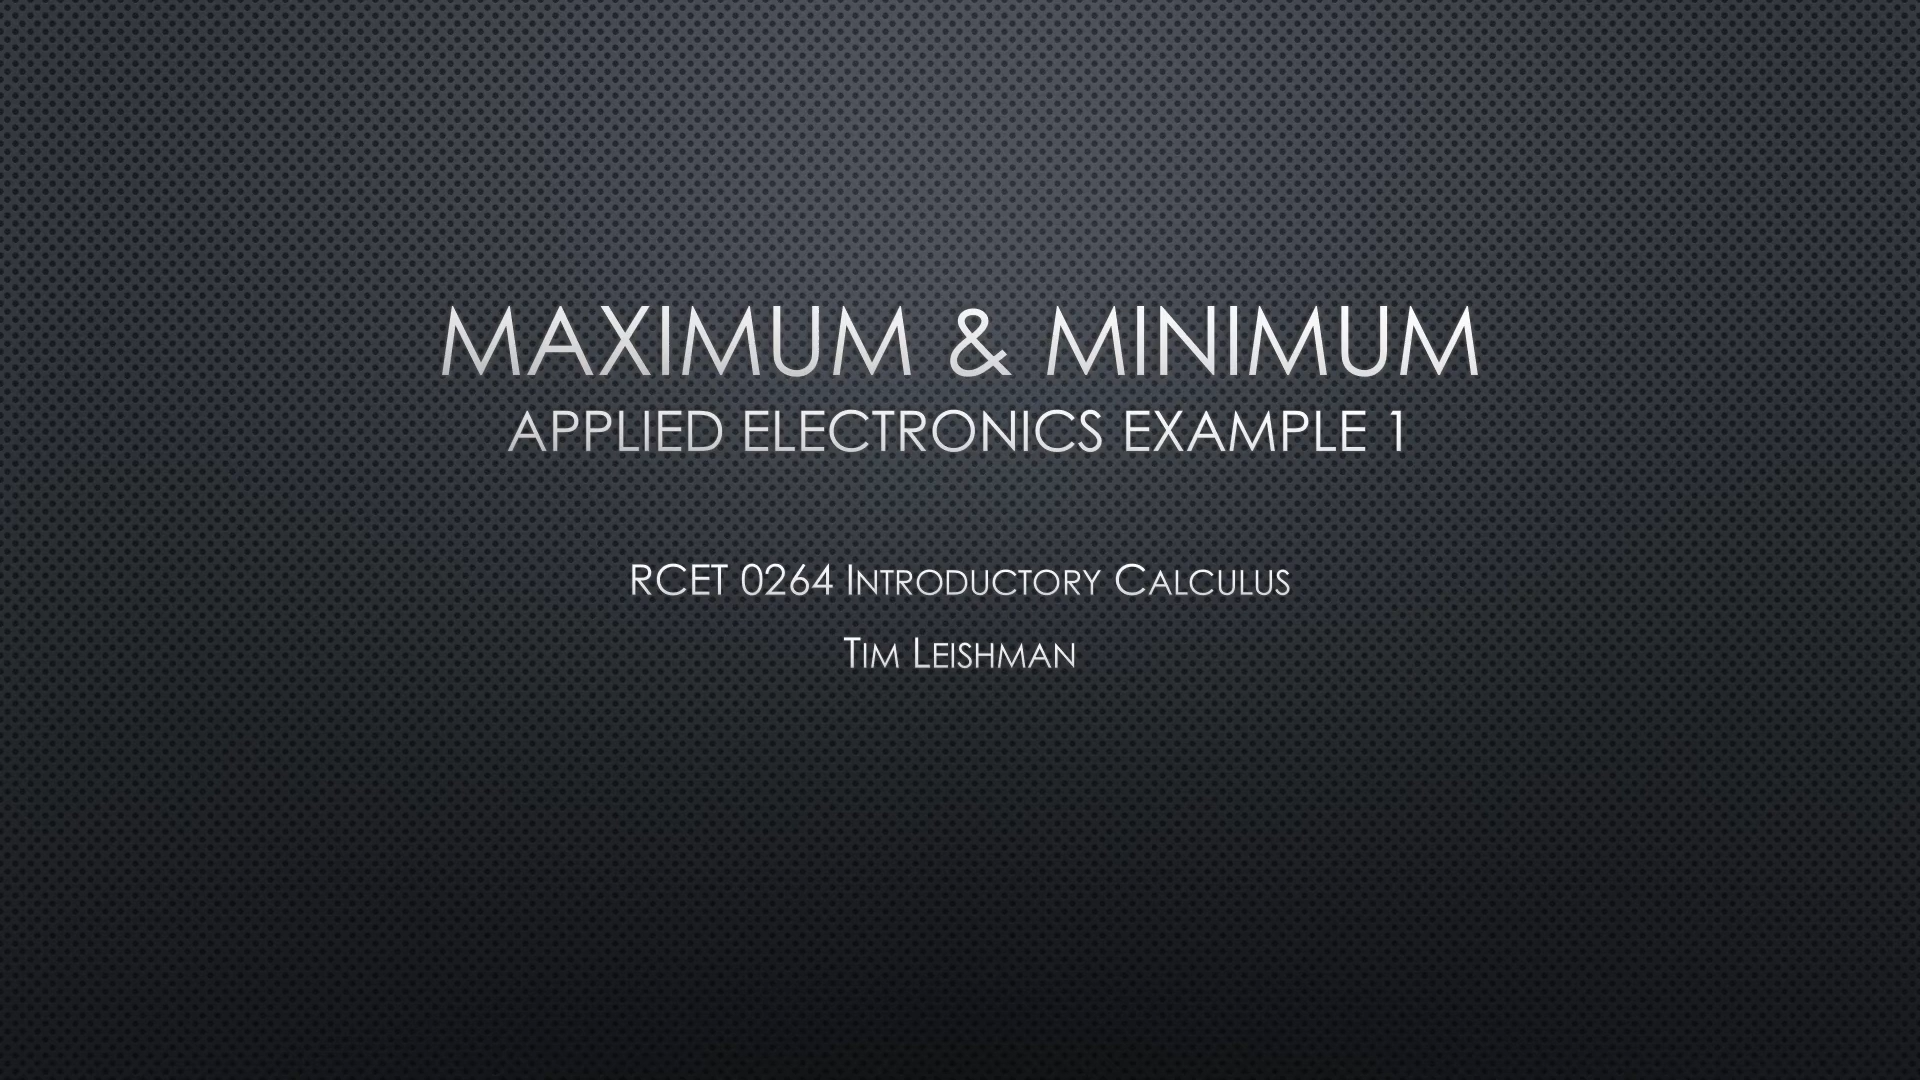 MAXIMUM & MINIMUM
APPLIED ELECTRONICS EXAMPLE 1
RCET 0264 INTRODUCTORY CALCULUS
TIM LEISHMAN